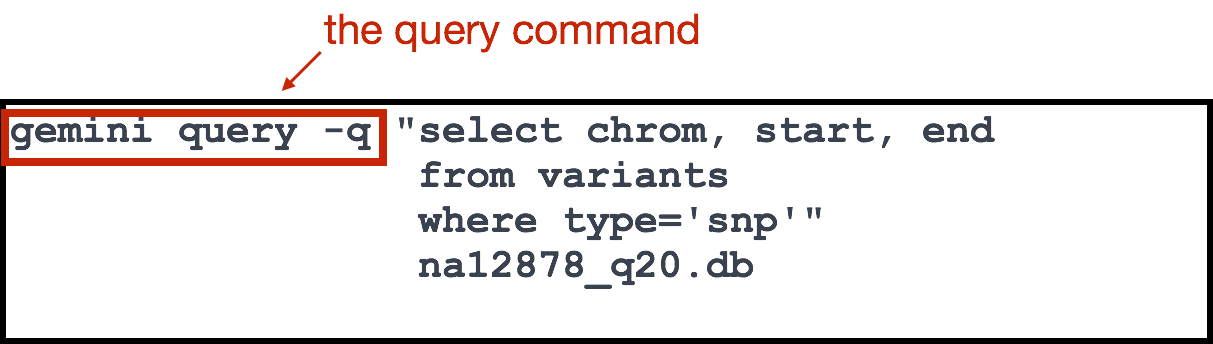 the query command
gemini query -q "select chrom, start, end
from variants
where type='snp'"
na12878_q20.db